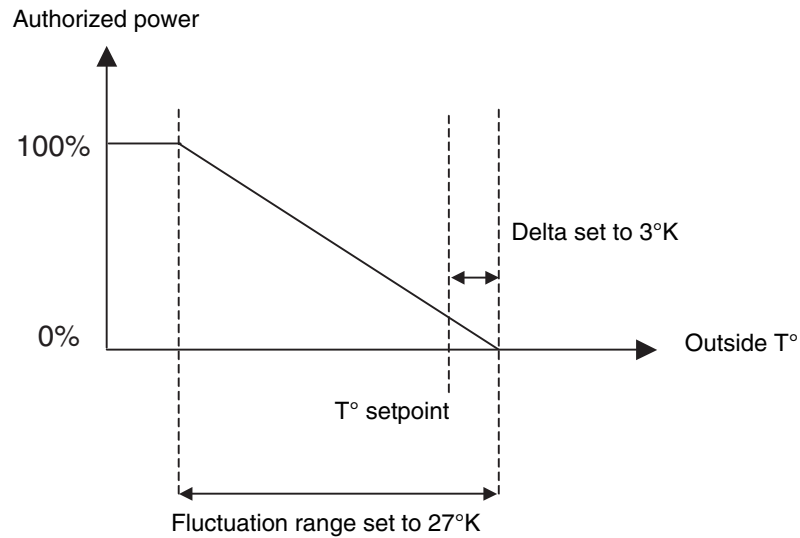 Authorized power
100%
Delta set to 3°K
0%
Outside T°
T° setpoint
Fluctuation range set to 27°K